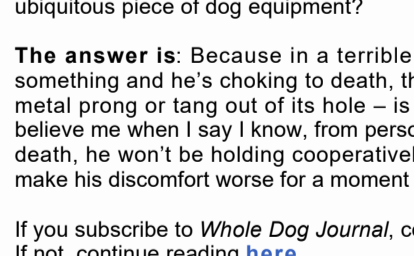 ubiquitous piece of dog equipment?
The answer is: Because in a terrible
something and he's choking to death, th
metal prong or tang out of its hole – is
believe me when I say I know, from perso
death, he won't be holding cooperativel
make his discomfort worse for a moment
If you subscribe to Whole Dog Journal, c
If not, continue reading here